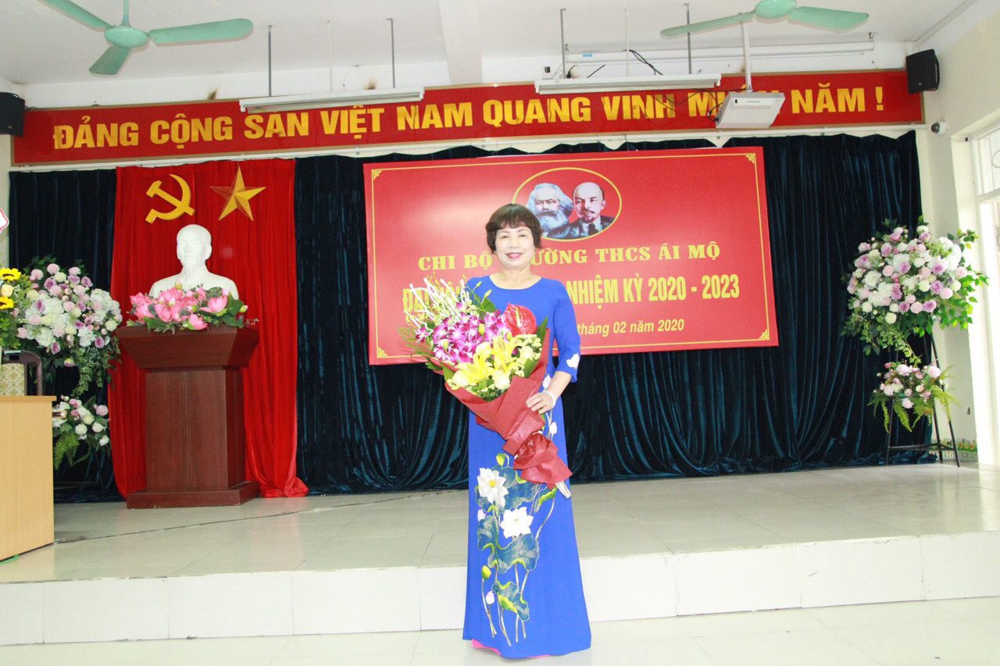 ĐẢNG CỘNG SẢN VIỆT NAM QUANG VINH NĂM !
CHI BỘ THCS ÁI MỘ
NHIỆM KỲ 2020 - 2023
tháng 02 năm 2020